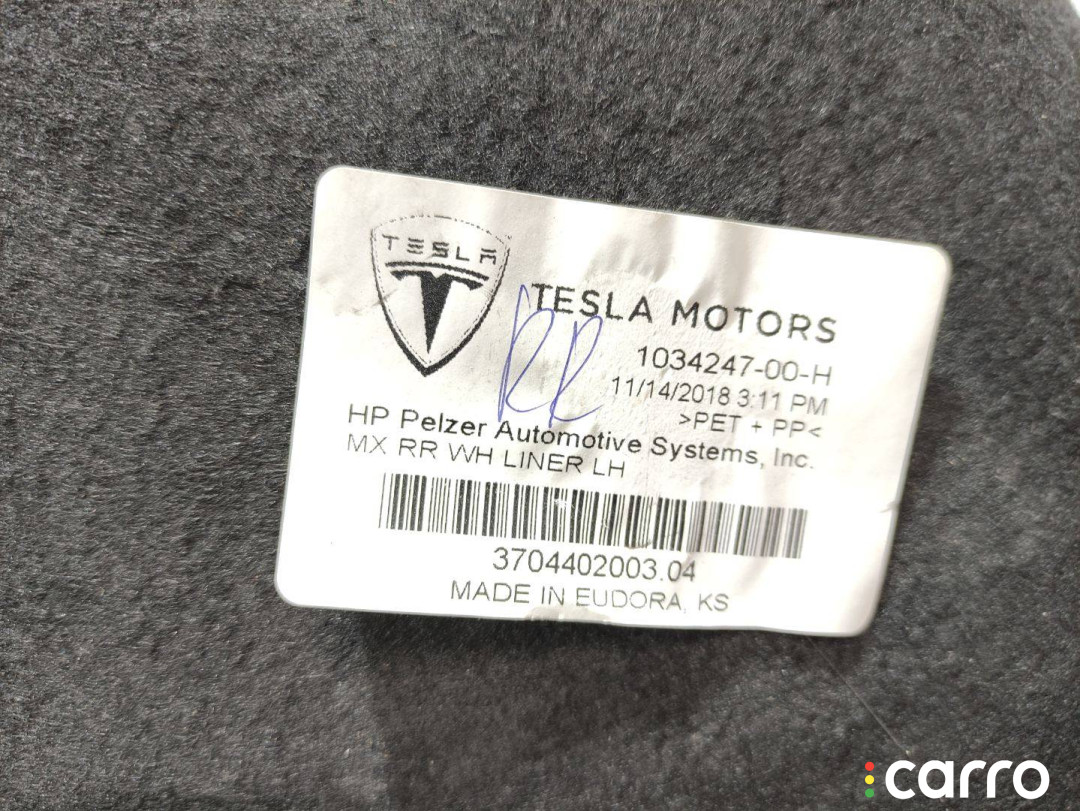 TESLA
TESLA MOTORS
RR
1034247-00-H
11/14/2018 3:11 PM
>PET + PP<
HP Pelzer Automotive Systems, Inc.
MX RR WH LINER LH
3704402003.04
MADE IN EUDORA, KS
carro